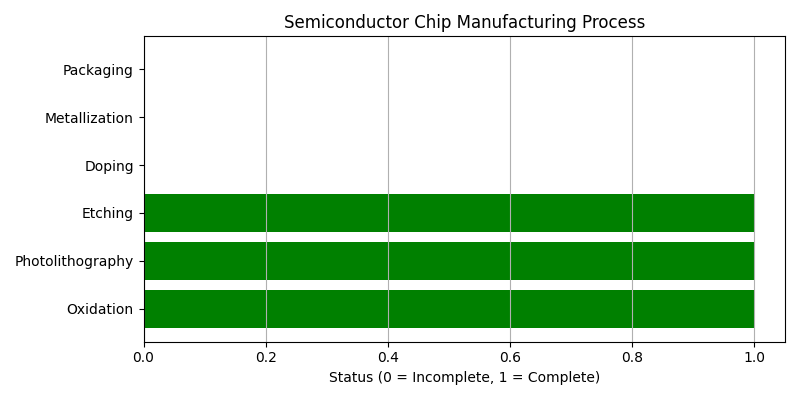 Semiconductor Chip Manufacturing Process
Packaging
Metallization
Doping
Etching
Photolithography
Oxidation
0.0 0.2 0.4 0.6 0.8 1.0
Status (0 = Incomplete, 1 = Complete)